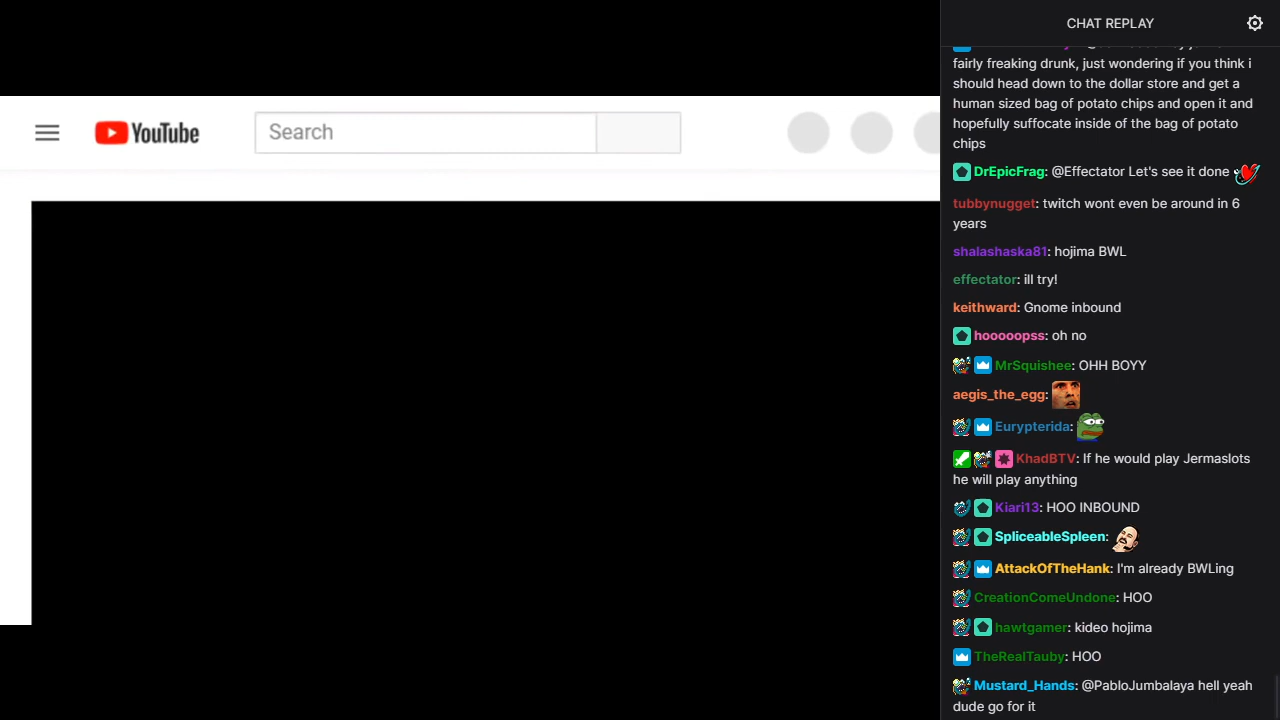 CHAT REPLAY
YouTube
Search
fairly freaking drunk, just wondering if you think i
should head down to the dollar store and get a
human sized bag of potato chips and open it and
hopefully suffocate inside of the bag of potato
chips
DrEpicFrag: @Effectator Let's see it done
tubbynugget: twitch wont even be around in 6
years
shalashaska81: hojima BWL
effectator: ill try!
keithward: Gnome inbound
hooooopss: oh no
MrSquishee: OHH BOYY
aegis_the_egg:
Eurypterida:
KhadBTV: If he would play Jermaslots
he will play anything
Kiari13: HOO INBOUND
SpliceableSpleen:
AttackOfTheHank: I'm already BWLing
CreationComeUndone: HOO
hawtgamer: kideo hojima
TheRealTauby: HOO
Mustard_Hands: @PabloJumbalaya hell yeah
dude go for it